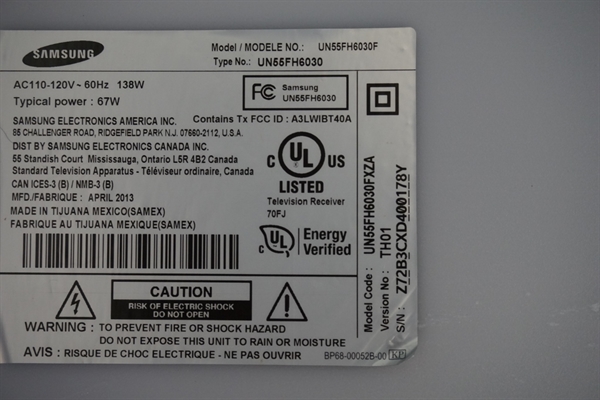 SAMSUNG
Model / MODELE NO.: UN55FH6030F
Type No.: UN55FH6030
AC110-120V~ 60Hz 138W
Typical power : 67W
FC Samsung
UN55FH6030
SAMSUNG ELECTRONICS AMERICA INC. Contains Tx FCC ID : A3LWIBT40A
85 CHALLENGER ROAD, RIDGEFIELD PARK N.J. 07660-2112, U.S.A.
DIST BY SAMSUNG ELECTRONICS CANADA INC.
55 Standish Court Mississauga, Ontario L5R 4B2 Canada
Standard Television Apparatus - Téléviseur ordinaire, Canada
CAN ICES-3 (B) / NMB-3 (B)
MFD./FABRIQUE : APRIL 2013
MADE IN TIJUANA MEXICO(SAMEX)
FABRIQUE AU TIJUANA MEXIQUE(SAMEX)
C UL US
®
LISTED
Television Receiver
70FJ
C UL Energy
Verified
CAUTION
RISK OF ELECTRIC SHOCK
DO NOT OPEN
WARNING : TO PREVENT FIRE OR SHOCK HAZARD
DO NOT EXPOSE THIS UNIT TO RAIN OR MOISTURE
AVIS : RISQUE DE CHOC ELECTRIQUE - NE PAS OUVRIR
BP68-00052B-00 KP
Model Code : UN55FH6030FXZA
Version No : TH01
S/N : Z72B3CXD400178Y